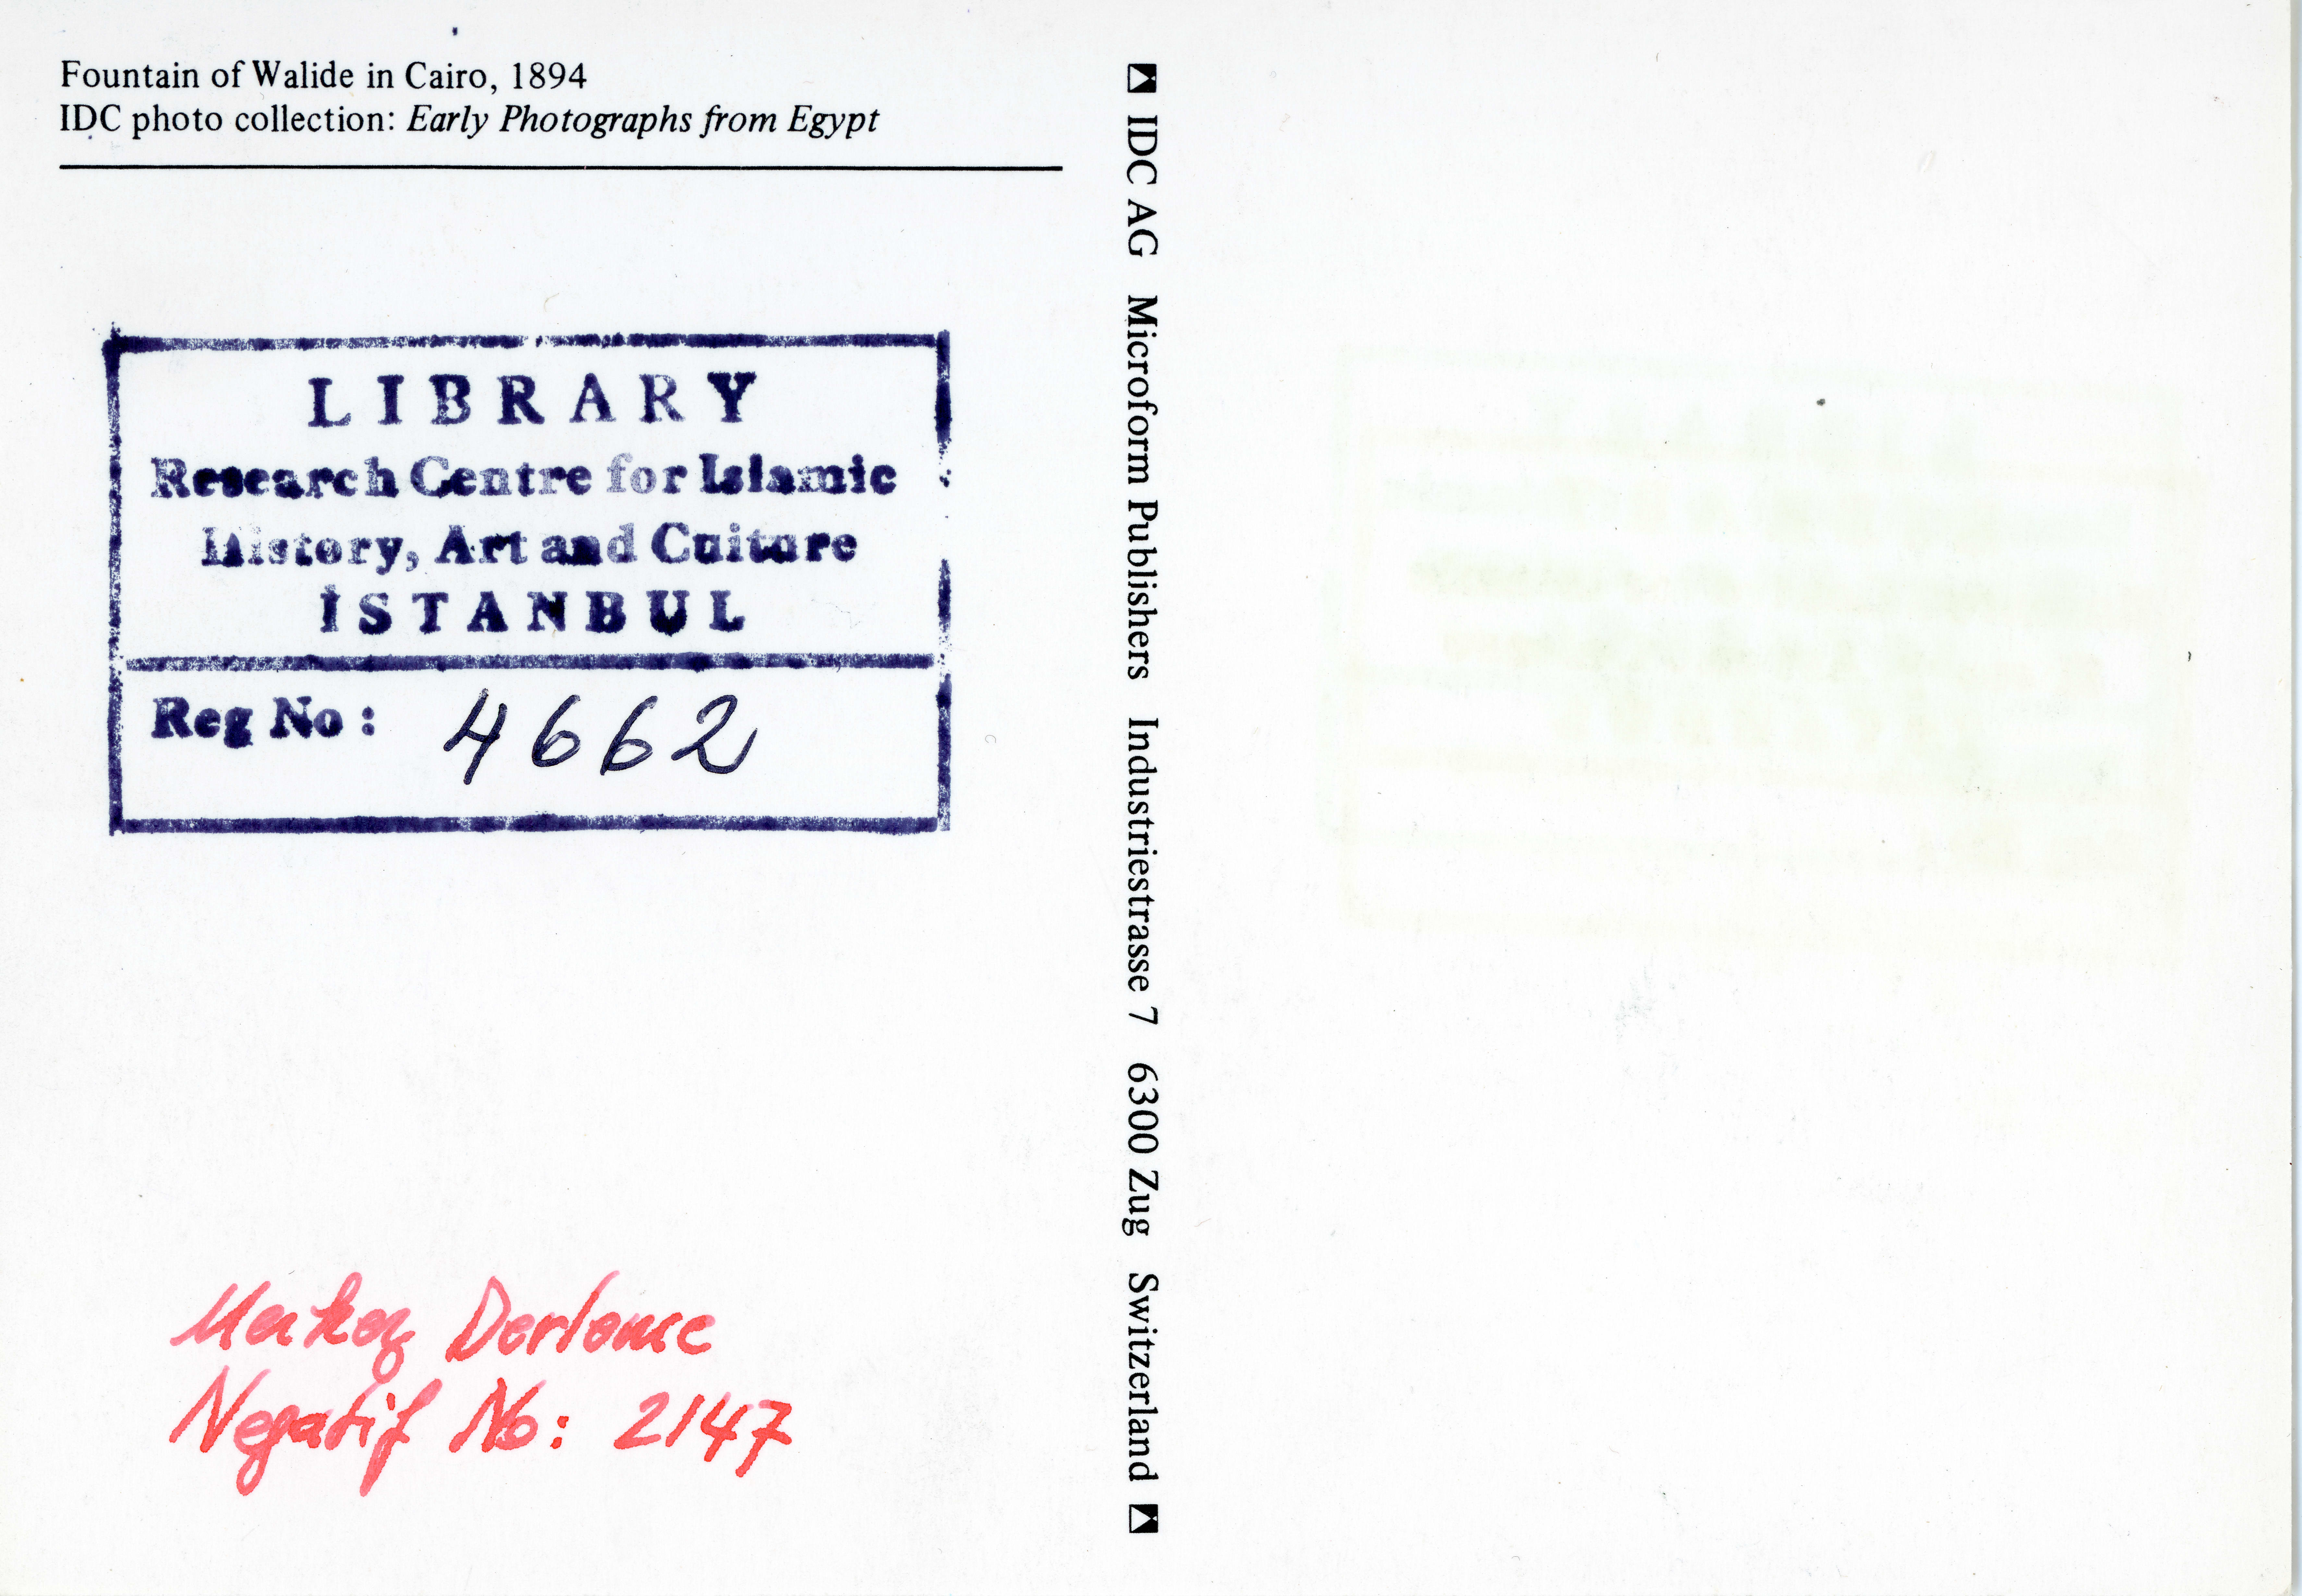 Fountain of Walide in Cairo, 1894
IDC photo collection: Early Photographs from Egypt
LIBRARY
Research Centre for Islamic
History, Art and Culture
İSTANBUL
Reg No: 4662
Negatif No: 2147
IDC AG Microform Publishers Industriestrasse 7 6300 Zug Switzerland